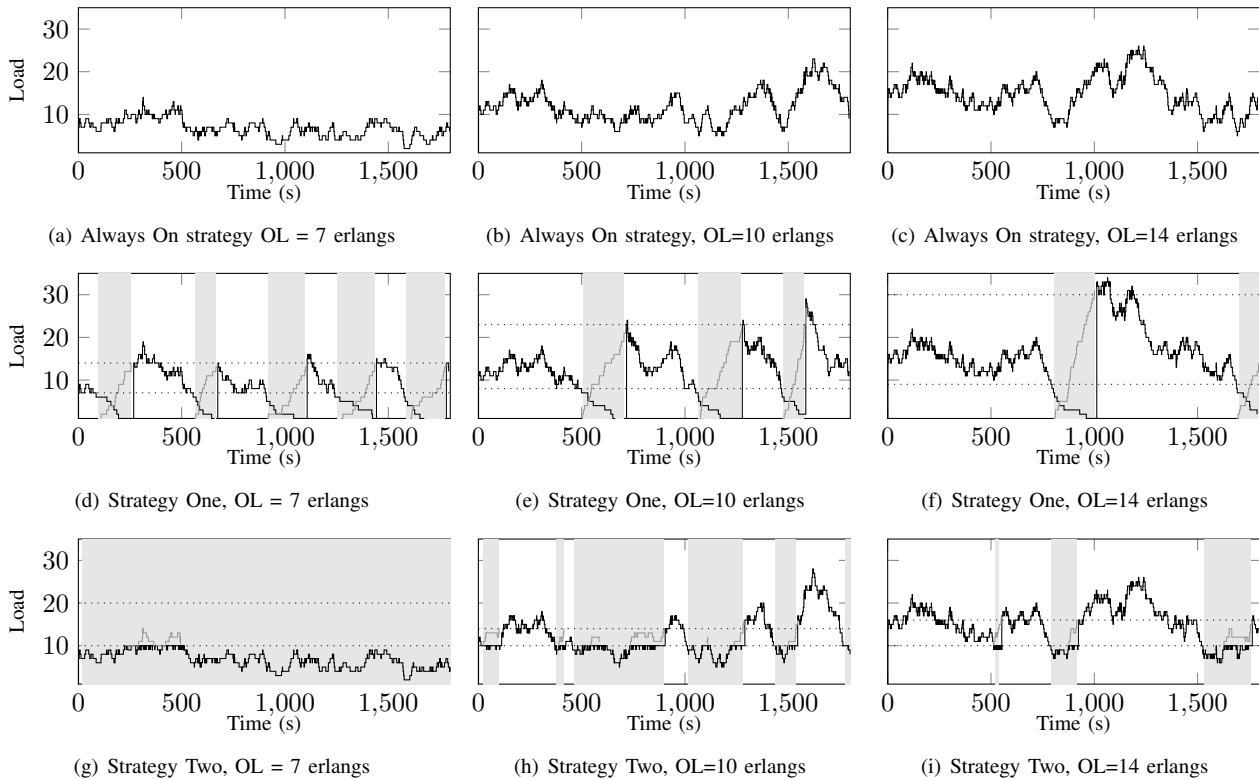 30
20
10
Load
0
500
1,000
1,500
Time (s)
0
500
1,000
1,500
Time (s)
0
500
1,000
1,500
Time (s)
(a) Always On strategy OL = 7 erlangs
(b) Always On strategy, OL=10 erlangs
(c) Always On strategy, OL=14 erlangs
30
20
10
Load
0
500
1,000
1,500
Time (s)
0
500
1,000
1,500
Time (s)
0
500
1,000
1,500
Time (s)
(d) Strategy One, OL = 7 erlangs
(e) Strategy One, OL=10 erlangs
(f) Strategy One, OL=14 erlangs
30
20
10
Load
0
500
1,000
1,500
Time (s)
0
500
1,000
1,500
Time (s)
0
500
1,000
1,500
Time (s)
(g) Strategy Two, OL = 7 erlangs
(h) Strategy Two, OL=10 erlangs
(i) Strategy Two, OL=14 erlangs